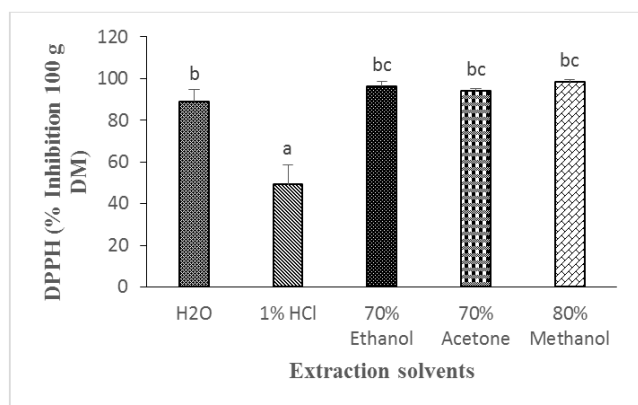 DPPH (% Inhibition 100 g
DM)
120
100
80
60
40
20
0
b
a
bc
bc
bc
H2O
1% HCl
70%
Ethanol
70%
Acetone
80%
Methanol
Extraction solvents